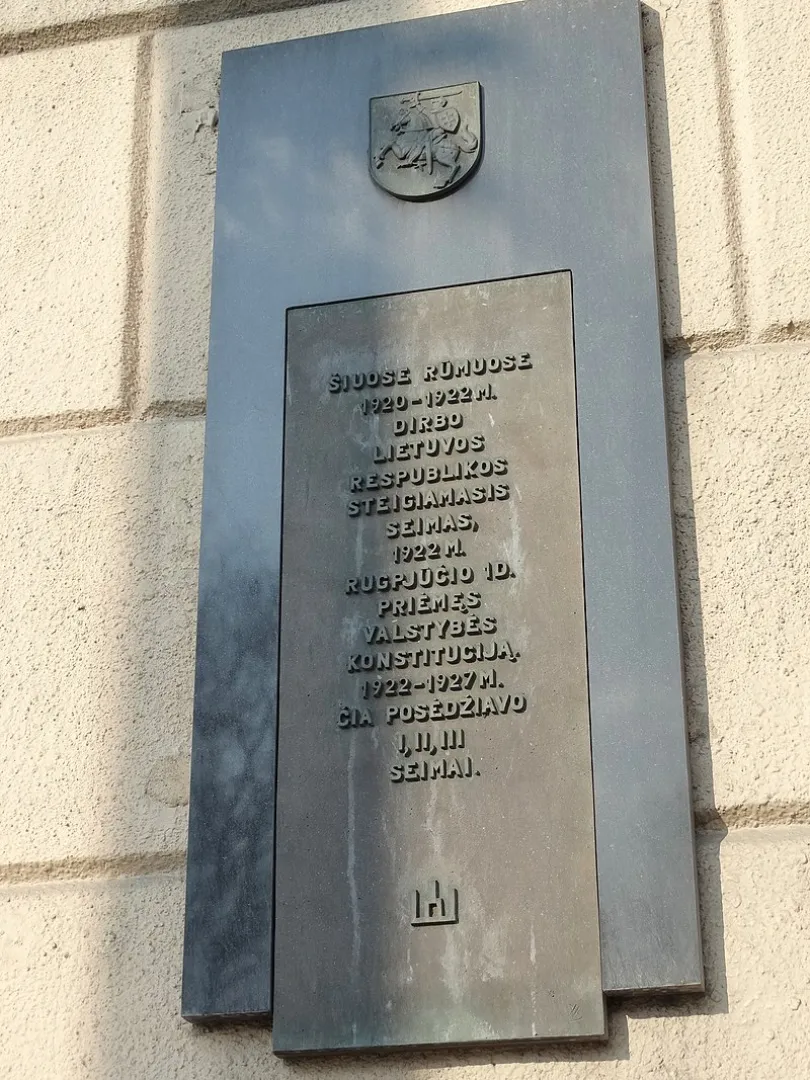 ŠIUOSE RŪMUOSE
1920-1922 M.
DIRBO
LIETUVOS
RESPUBLIKOS
STEIGIAMASIS
SEIMAS,
1922 M.
RUGPJŪČIO 1D.
PRIĖMĘS
VALSTYBĖS
KONSTITUCIJĄ.
1922-1927 M.
ČIA POSĖDŽIAVO
I, II, III
SEIMAI.